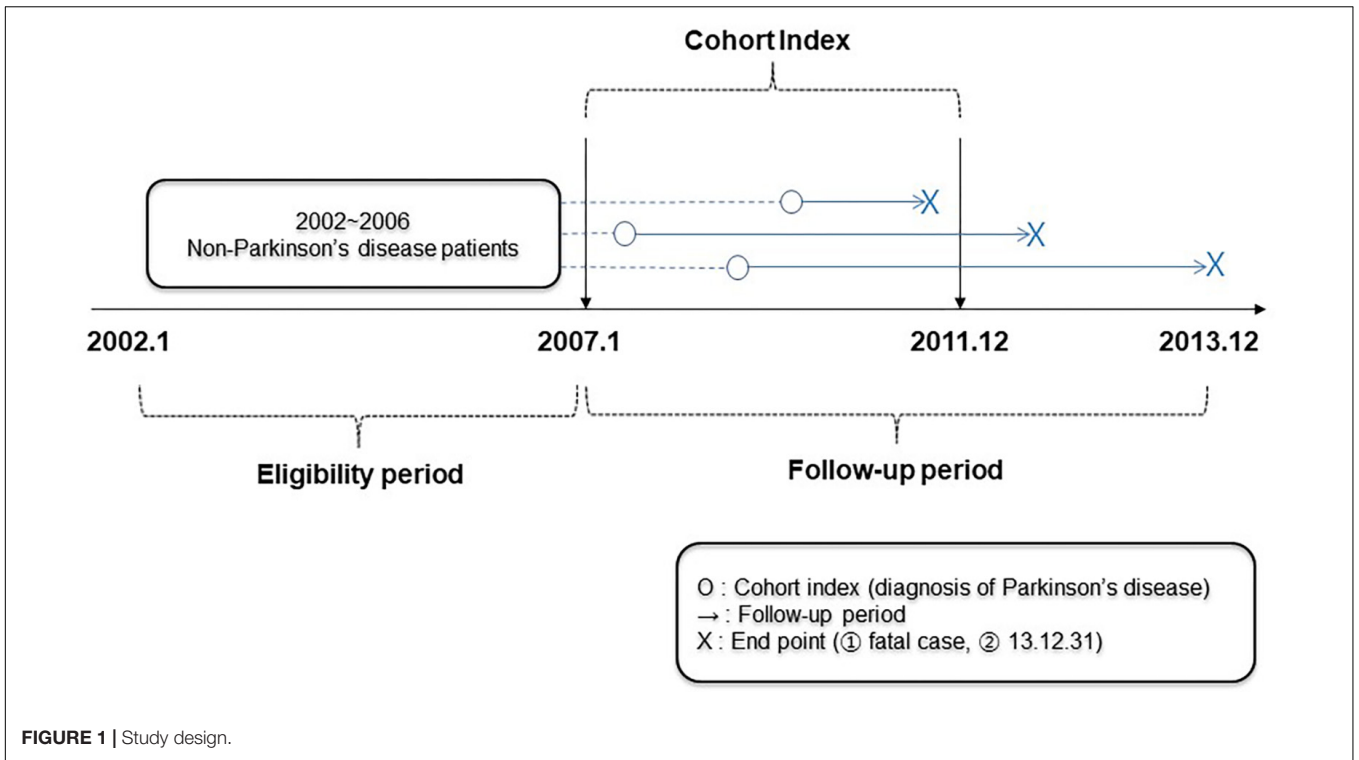 Cohort Index
2002~2006
Non-Parkinson's disease patients
X
X
X
2002.1
2007.1
2011.12
2013.12
Eligibility period
Follow-up period
O : Cohort index (diagnosis of Parkinson's disease)
→ : Follow-up period
X : End point (① fatal case, ② 13.12.31)
FIGURE 1 | Study design.